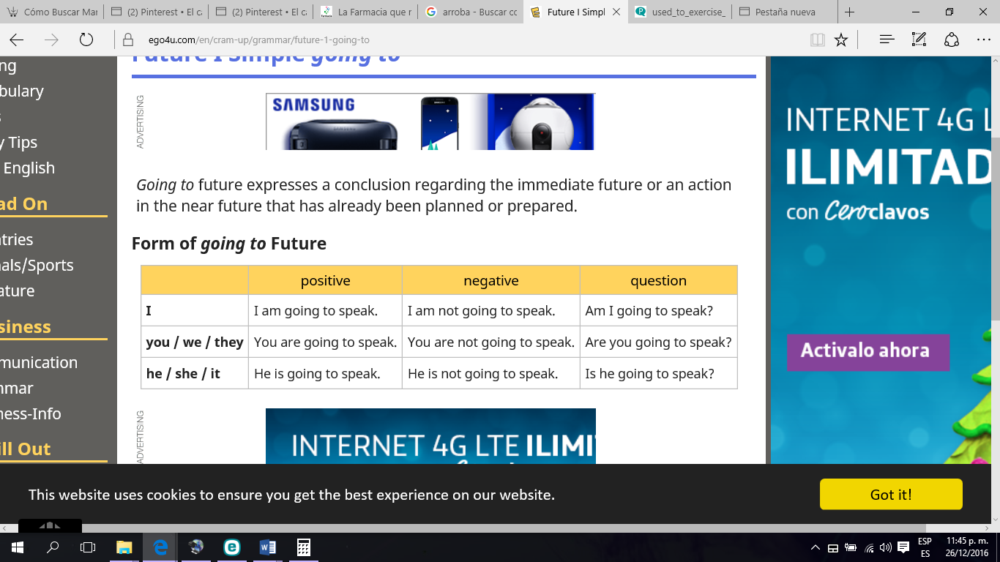 Cómo Buscar Mar
(2) Pinterest • El ca
(2) Pinterest • El ca
La Farmacia que r
arroba - Buscar co
Future I Simpl
used_to_exercise_
Pestaña nueva
ego4u.com/en/cram-up/grammar/future-1-going-to
Future I Simple going to
ng
bulary
s
y Tips
English
ad On
ntries
nals/Sports
ature
siness
munication
mmar
ness-Info
ill Out
ADVERTISING
SAMSUNG
Going to future expresses a conclusion regarding the immediate future or an action
in the near future that has already been planned or prepared.
Form of going to Future
positive negative question
I I am going to speak. I am not going to speak. Am I going to speak?
you / we / they You are going to speak. You are not going to speak. Are you going to speak?
he / she / it He is going to speak. He is not going to speak. Is he going to speak?
ADVERTISING
INTERNET 4G LTE ILIMI
INTERNET 4G L
ILIMITAD
con Ceroclavos
Activalo ahora
This website uses cookies to ensure you get the best experience on our website.
Got it!
ESP
ES
11:45 p. m.
26/12/2016